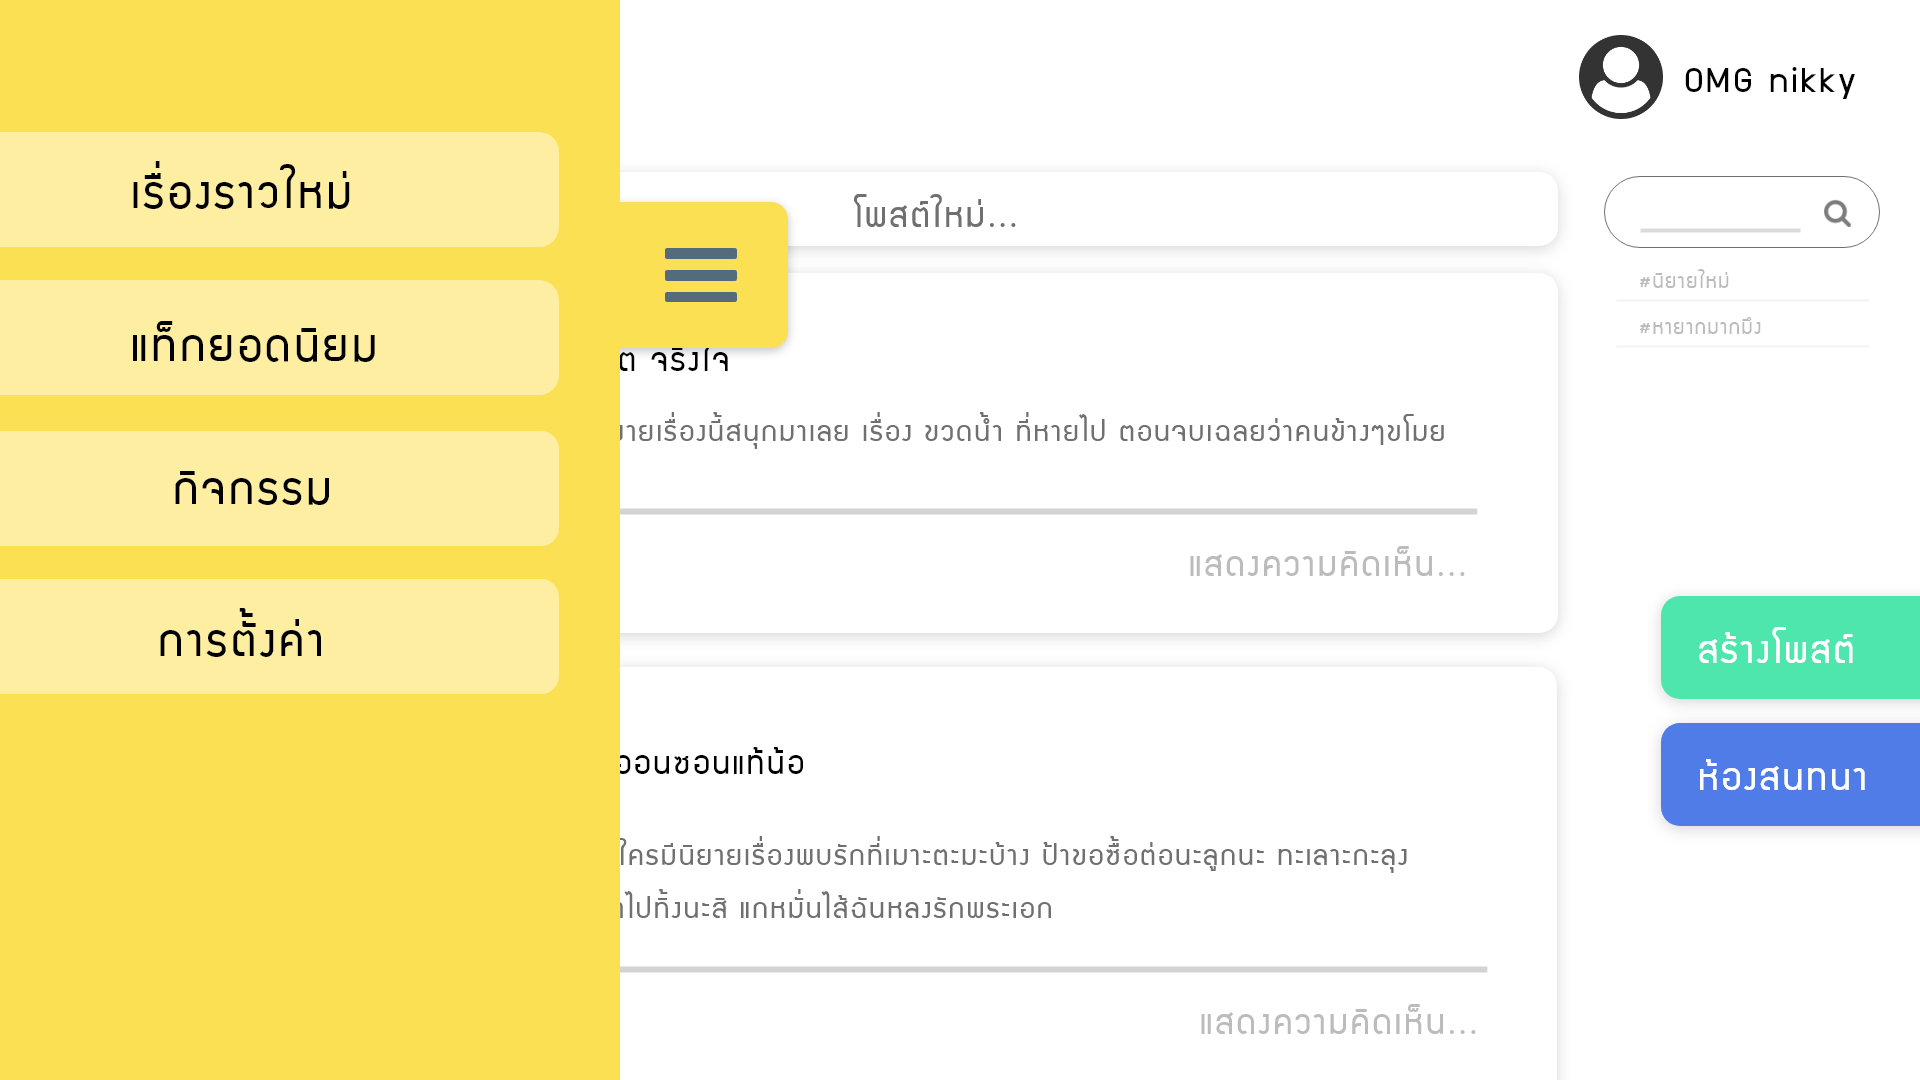 OMG nikky
เรื่องราวใหม่
แท็กยอดนิยม
กิจกรรม
การตั้งค่า
โพสต์ใหม่...
จริงใจ
เรื่องนี้สนุกมาเลย เรื่อง ขวดน้ำ ที่หายไป ตอนจบเฉลยว่าคนข้างๆขโมย
แสดงความคิดเห็น...
ออนซอนแท้น้อ
ใครมีนิยายเรื่องพบรักที่เมาะตะมะบ้าง ป้าขอซื้อต่อนะลูกนะ ทะเลาะกะลุง
ไปทิ้งนะสิ แกหมั่นไส้ฉันหลงรักพระเอก
แสดงความคิดเห็น...
#นิยายใหม่
#หายากมากมึง
สร้างโพสต์
ห้องสนทนา